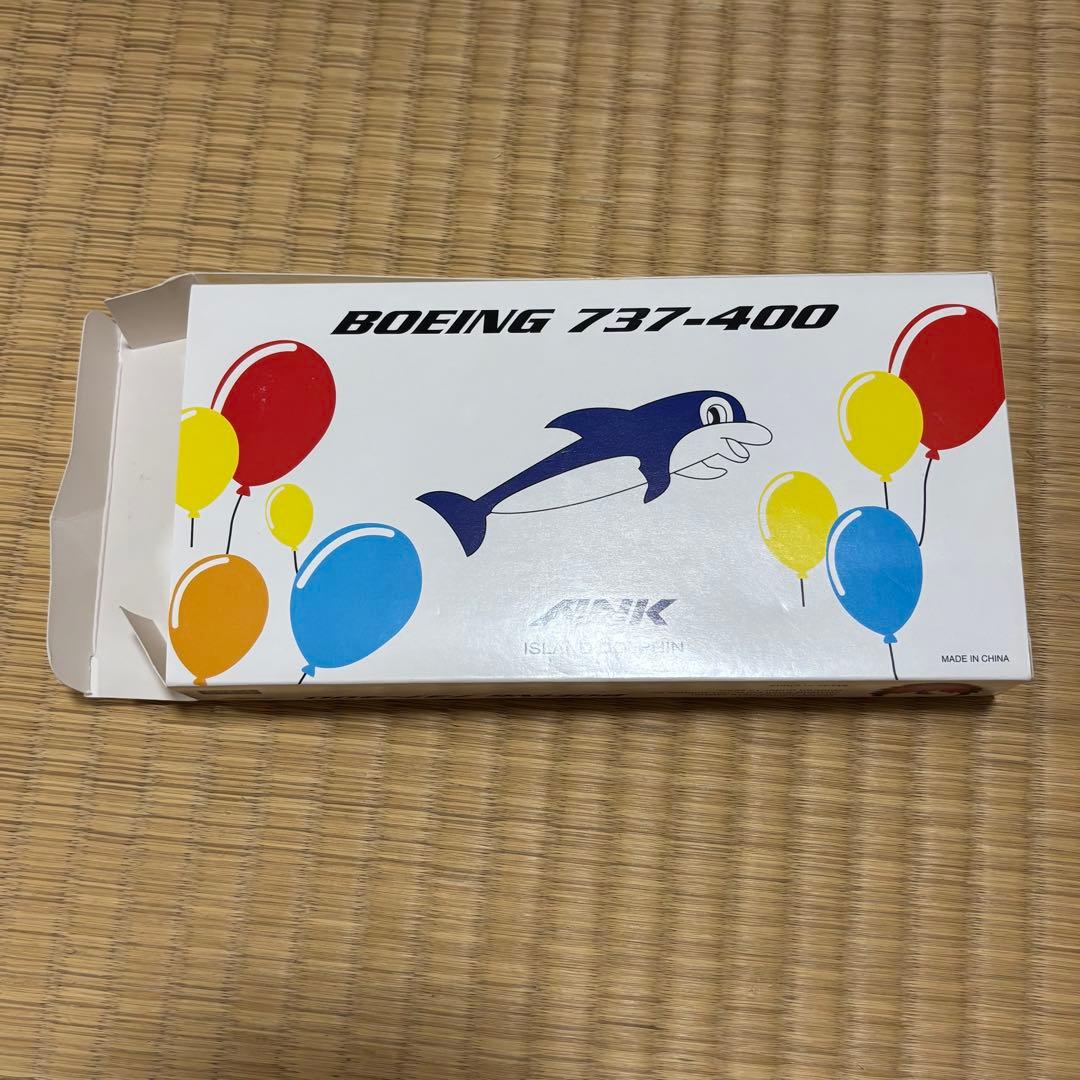 BOEING 737-400
ANK
ISLAND DOLPHIN
MADE IN CHINA